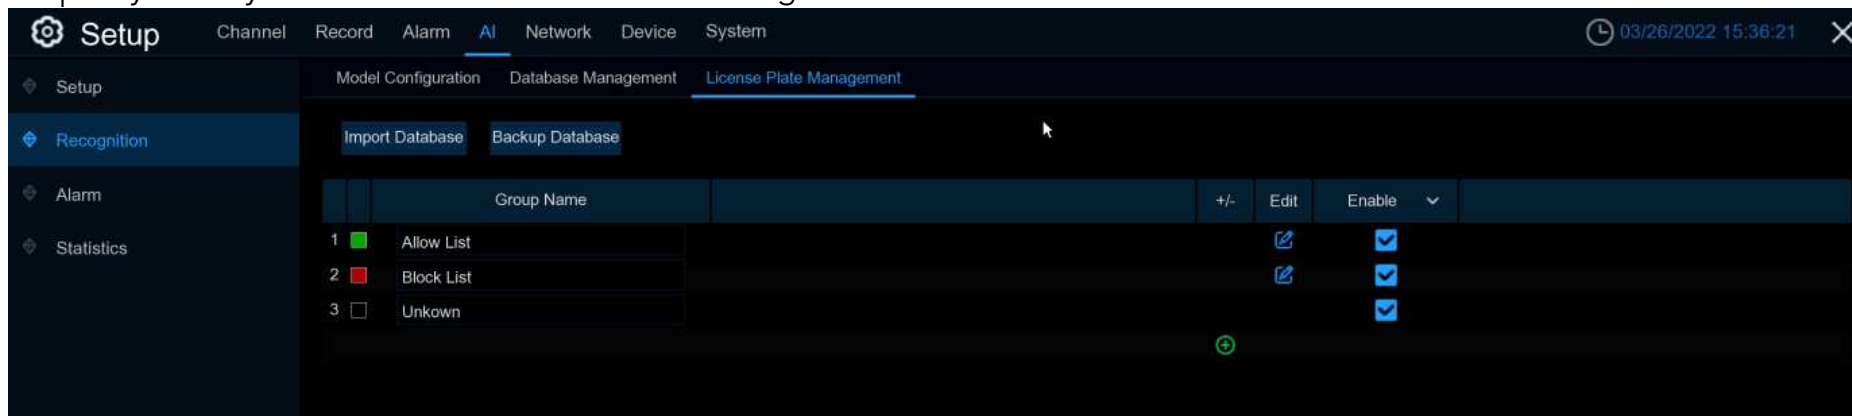 Setup Channel Record Alarm AI Network Device System 03/26/2022 15:36:21
Setup
Recognition
Alarm
Statistics
Model Configuration Database Management License Plate Management
Import Database Backup Database
Group Name +/- Edit Enable
1 Allow List
2 Block List
3 Unkown